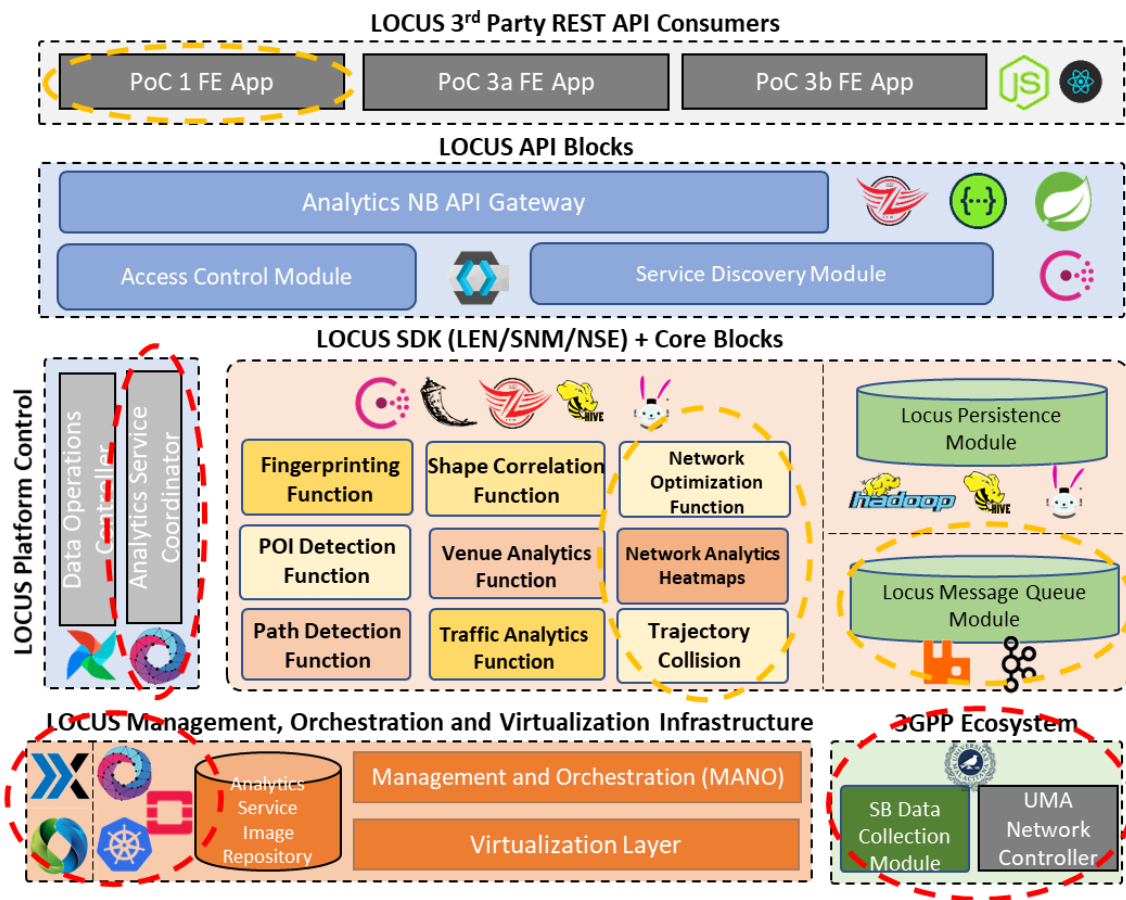 LOCUS 3rd Party REST API Consumers
PoC 1 FE App
PoC 3a FE App
PoC 3b FE App
JS
LOCUS API Blocks
Analytics NB API Gateway
{···}
Access Control Module
Service Discovery Module
LOCUS SDK (LEN/SNM/NSE) + Core Blocks
LOCUS Platform Control
Data Operations
Controller
Analytics Service
Coordinator
HIVE
Fingerprinting
Function
Shape Correlation
Function
Network
Optimization
Function
POI Detection
Function
Venue Analytics
Function
Network Analytics
Heatmaps
Path Detection
Function
Traffic Analytics
Function
Trajectory
Collision
Locus Persistence
Module
hadoop
HIVE
Locus Message Queue
Module
LOCUS Management, Orchestration and Virtualization Infrastructure
Analytics
Service
Image
Repository
Management and Orchestration (MANO)
Virtualization Layer
3GPP Ecosystem
SB Data
Collection
Module
UMA
Network
Controller